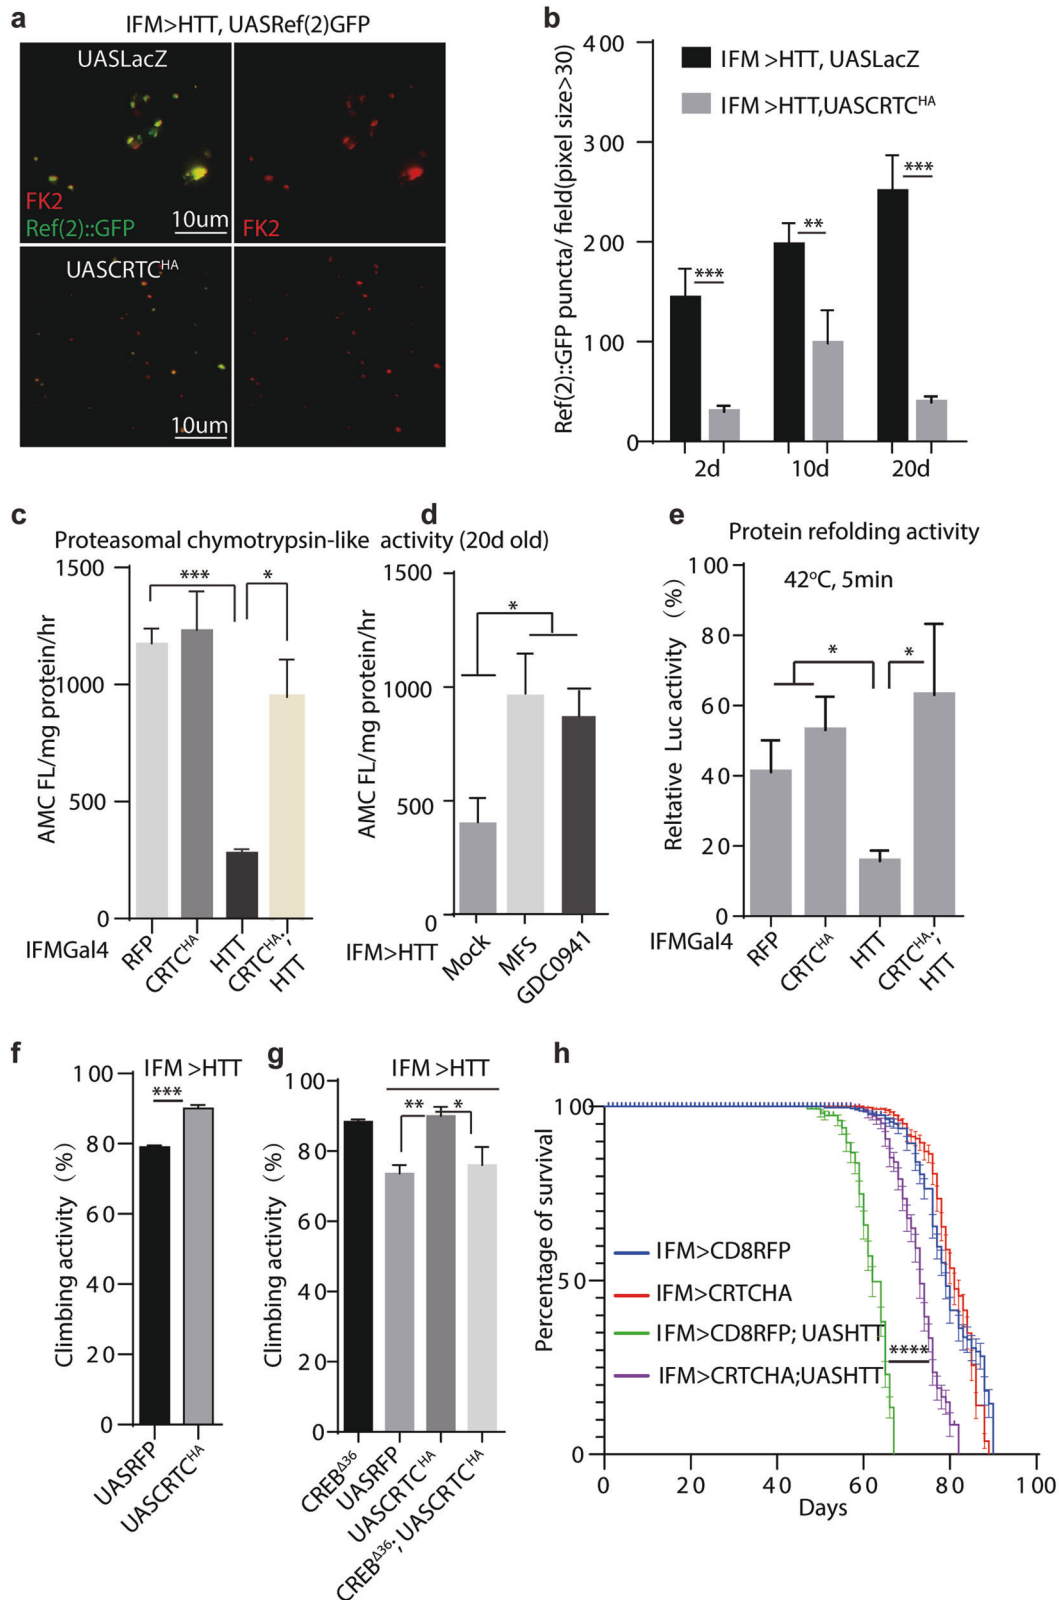 a
IFM>HTT, UASRef(2)GFP
UASLacZ
FK2
Ref(2)::GFP
10um
FK2
UASCRTCHA
10um
10um
b
Ref(2)::GFP puncta/ field(pixel size>30)
400
300
200
100
0
IFM >HTT, UASLacZ
IFM >HTT,UASCRTCHA
***
**
***
2d
10d
20d
c
d
Proteasomal chymotrypsin-like activity (20d old)
AMC FL/mg protein/hr
1500
1000
500
0
***
*
IFMGal4
RFP
CRTCHA
HTT
CRTCHA;
HTT
AMC FL/mg protein/hr
1500
1000
500
0
*
IFM>HTT
Mock
MFS
GDC0941
e
Protein refolding activity
42°C, 5min
Reltative Luc activity (%)
100
80
60
40
20
0
*
*
IFMGal4
RFP
CRTCHA
HTT
CRTCHA;
HTT
f
IFM >HTT
Climbing activity (%)
100
80
60
40
20
0
***
UASRFP
UASCRTCHA
g
IFM >HTT
Climbing activity (%)
100
80
60
40
20
0
**
*
CREBΔ36
UASRFP
UASCRTCHA
CREBΔ36; UASCRTCHA
h
Percentage of survival
100
50
0
IFM>CD8RFP
IFM>CRTCHA
IFM>CD8RFP; UASHTT
IFM>CRTCHA;UASHTT
****
0
20
40
60
80
100
Days